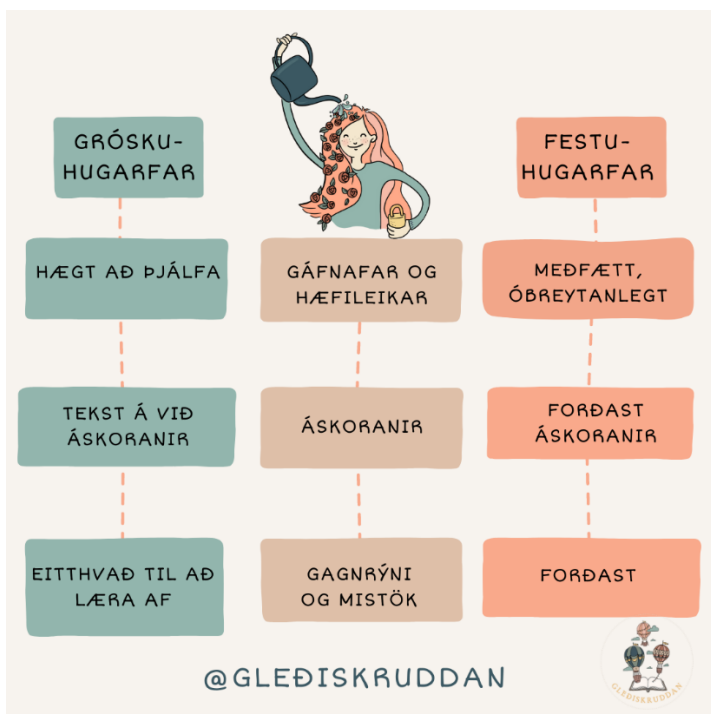 GRÓSKU-
HUGARFAR
FESTU-
HUGARFAR
HÆGT AÐ ÞJÁLFA
GÁFNAFAR OG
HÆFILEIKAR
MEÐFÆTT,
ÓBREYTANLEGT
TEKST Á VIÐ
ÁSKORANIR
ÁSKORANIR
FORÐAST
ÁSKORANIR
EITTHVAÐ TIL AÐ
LÆRA AF
GAGNRÝNI
OG MISTÖK
FORÐAST
@GLEÐISKRUDDAN
GLEÐISKRUDDAN